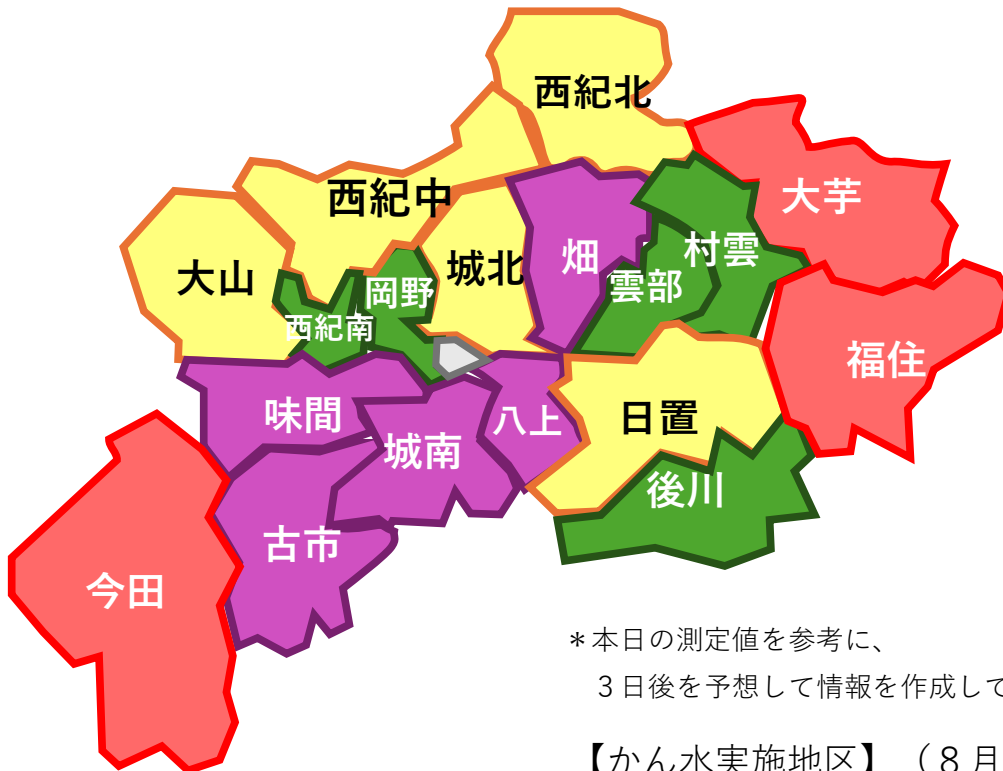 西紀北
西紀中
大芋
大山
城北
畑
村雲
岡野
雲部
西紀南
福住
味間
城南
八上
日置
後川
古市
今田
＊本日の測定値を参考に、
３日後を予想して情報を作成して
【かん水実施地区】（８月